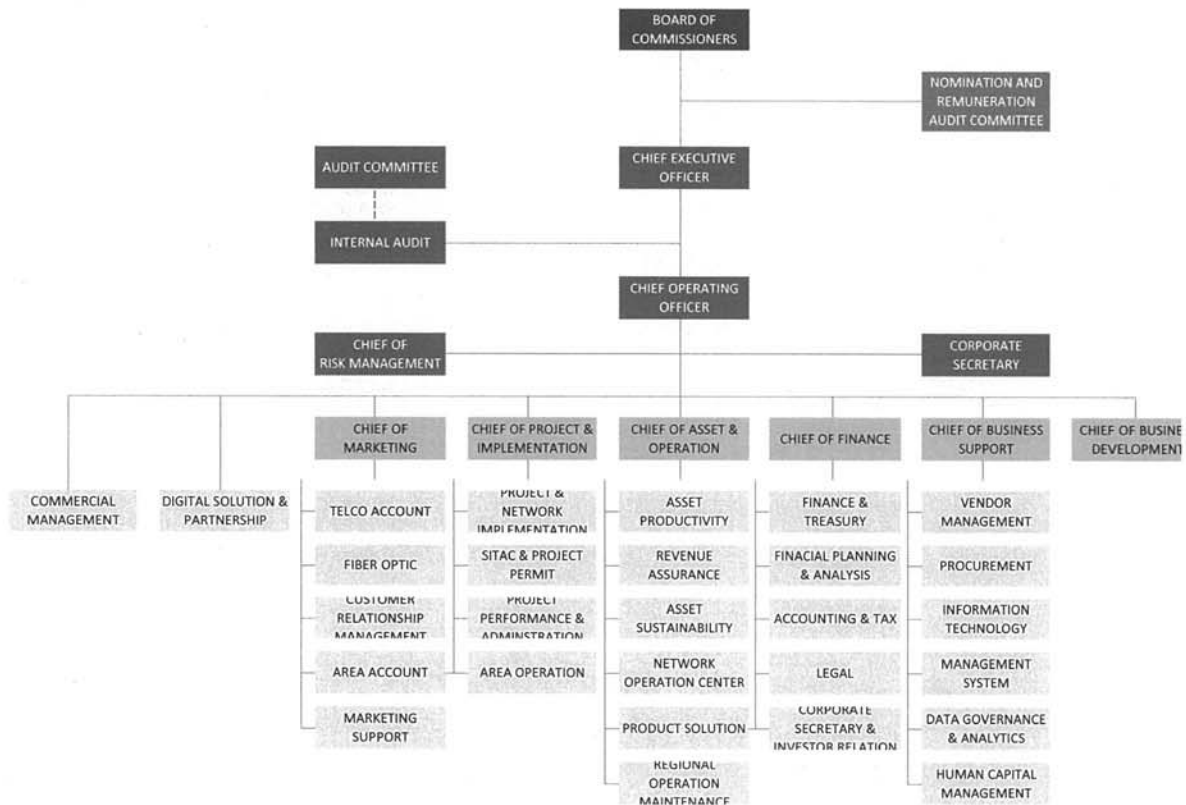 BOARD OF
COMMISSIONERS
NOMINATION AND
REMUNERATION
AUDIT COMMITTEE
AUDIT COMMITTEE
CHIEF EXECUTIVE
OFFICER
INTERNAL AUDIT
CHIEF OPERATING
OFFICER
CHIEF OF
RISK MANAGEMENT
CORPORATE
SECRETARY
CHIEF OF
MARKETING
CHIEF OF PROJECT &
IMPLEMENTATION
CHIEF OF ASSET &
OPERATION
CHIEF OF FINANCE
CHIEF OF BUSINESS
SUPPORT
CHIEF OF BUSINE
DEVELOPMENT
COMMERCIAL
MANAGEMENT
DIGITAL SOLUTION &
PARTNERSHIP
TELCO ACCOUNT
PROJECT &
NETWORK
IMPLEMENTATION
ASSET
PRODUCTIVITY
FINANCE &
TREASURY
VENDOR
MANAGEMENT
FIBER OPTIC
SITAC & PROJECT
PERMIT
REVENUE
ASSURANCE
FINACIAL PLANNING
& ANALYSIS
PROCUREMENT
CUSTOMER
RELATIONSHIP
MANAGEMENT
PROJECT
PERFORMANCE &
ADMINSTRATION
ASSET
SUSTAINABILITY
ACCOUNTING & TAX
INFORMATION
TECHNOLOGY
AREA ACCOUNT
AREA OPERATION
NETWORK
OPERATION CENTER
LEGAL
MANAGEMENT
SYSTEM
MARKETING
SUPPORT
PRODUCT SOLUTION
CORPORATE
SECRETARY &
INVESTOR RELATION
DATA GOVERNANCE
& ANALYTICS
REGIONAL
OPERATION
MAINTENANCE
HUMAN CAPITAL
MANAGEMENT